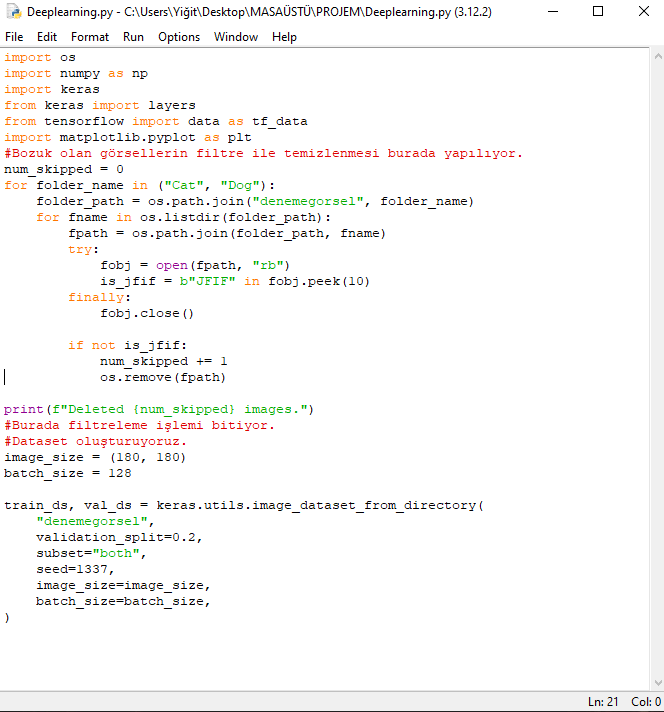 Deeplearning.py - C:\Users\Yiğit\Desktop\MASAÜSTÜ\PROJEM\Deeplearning.py (3.12.2)
File Edit Format Run Options Window Help
import os
import numpy as np
import keras
from keras import layers
from tensorflow import data as tf_data
import matplotlib.pyplot as plt
#Bozuk olan görsellerin filtre ile temizlenmesi burada yapılıyor.
num_skipped = 0
for folder_name in ("Cat", "Dog"):
    folder_path = os.path.join("denemegorsel", folder_name)
    for fname in os.listdir(folder_path):
        fpath = os.path.join(folder_path, fname)
        try:
            fobj = open(fpath, "rb")
            is_jfif = b"JFIF" in fobj.peek(10)
        finally:
            fobj.close()

        if not is_jfif:
            num_skipped += 1
            os.remove(fpath)

print(f"Deleted {num_skipped} images.")
#Burada filtreleme işlemi bitiyor.
#Dataset oluşturuyoruz.
image_size = (180, 180)
batch_size = 128

train_ds, val_ds = keras.utils.image_dataset_from_directory(
    "denemegorsel",
    validation_split=0.2,
    subset="both",
    seed=1337,
    image_size=image_size,
    batch_size=batch_size,
)
Ln: 21 Col: 0